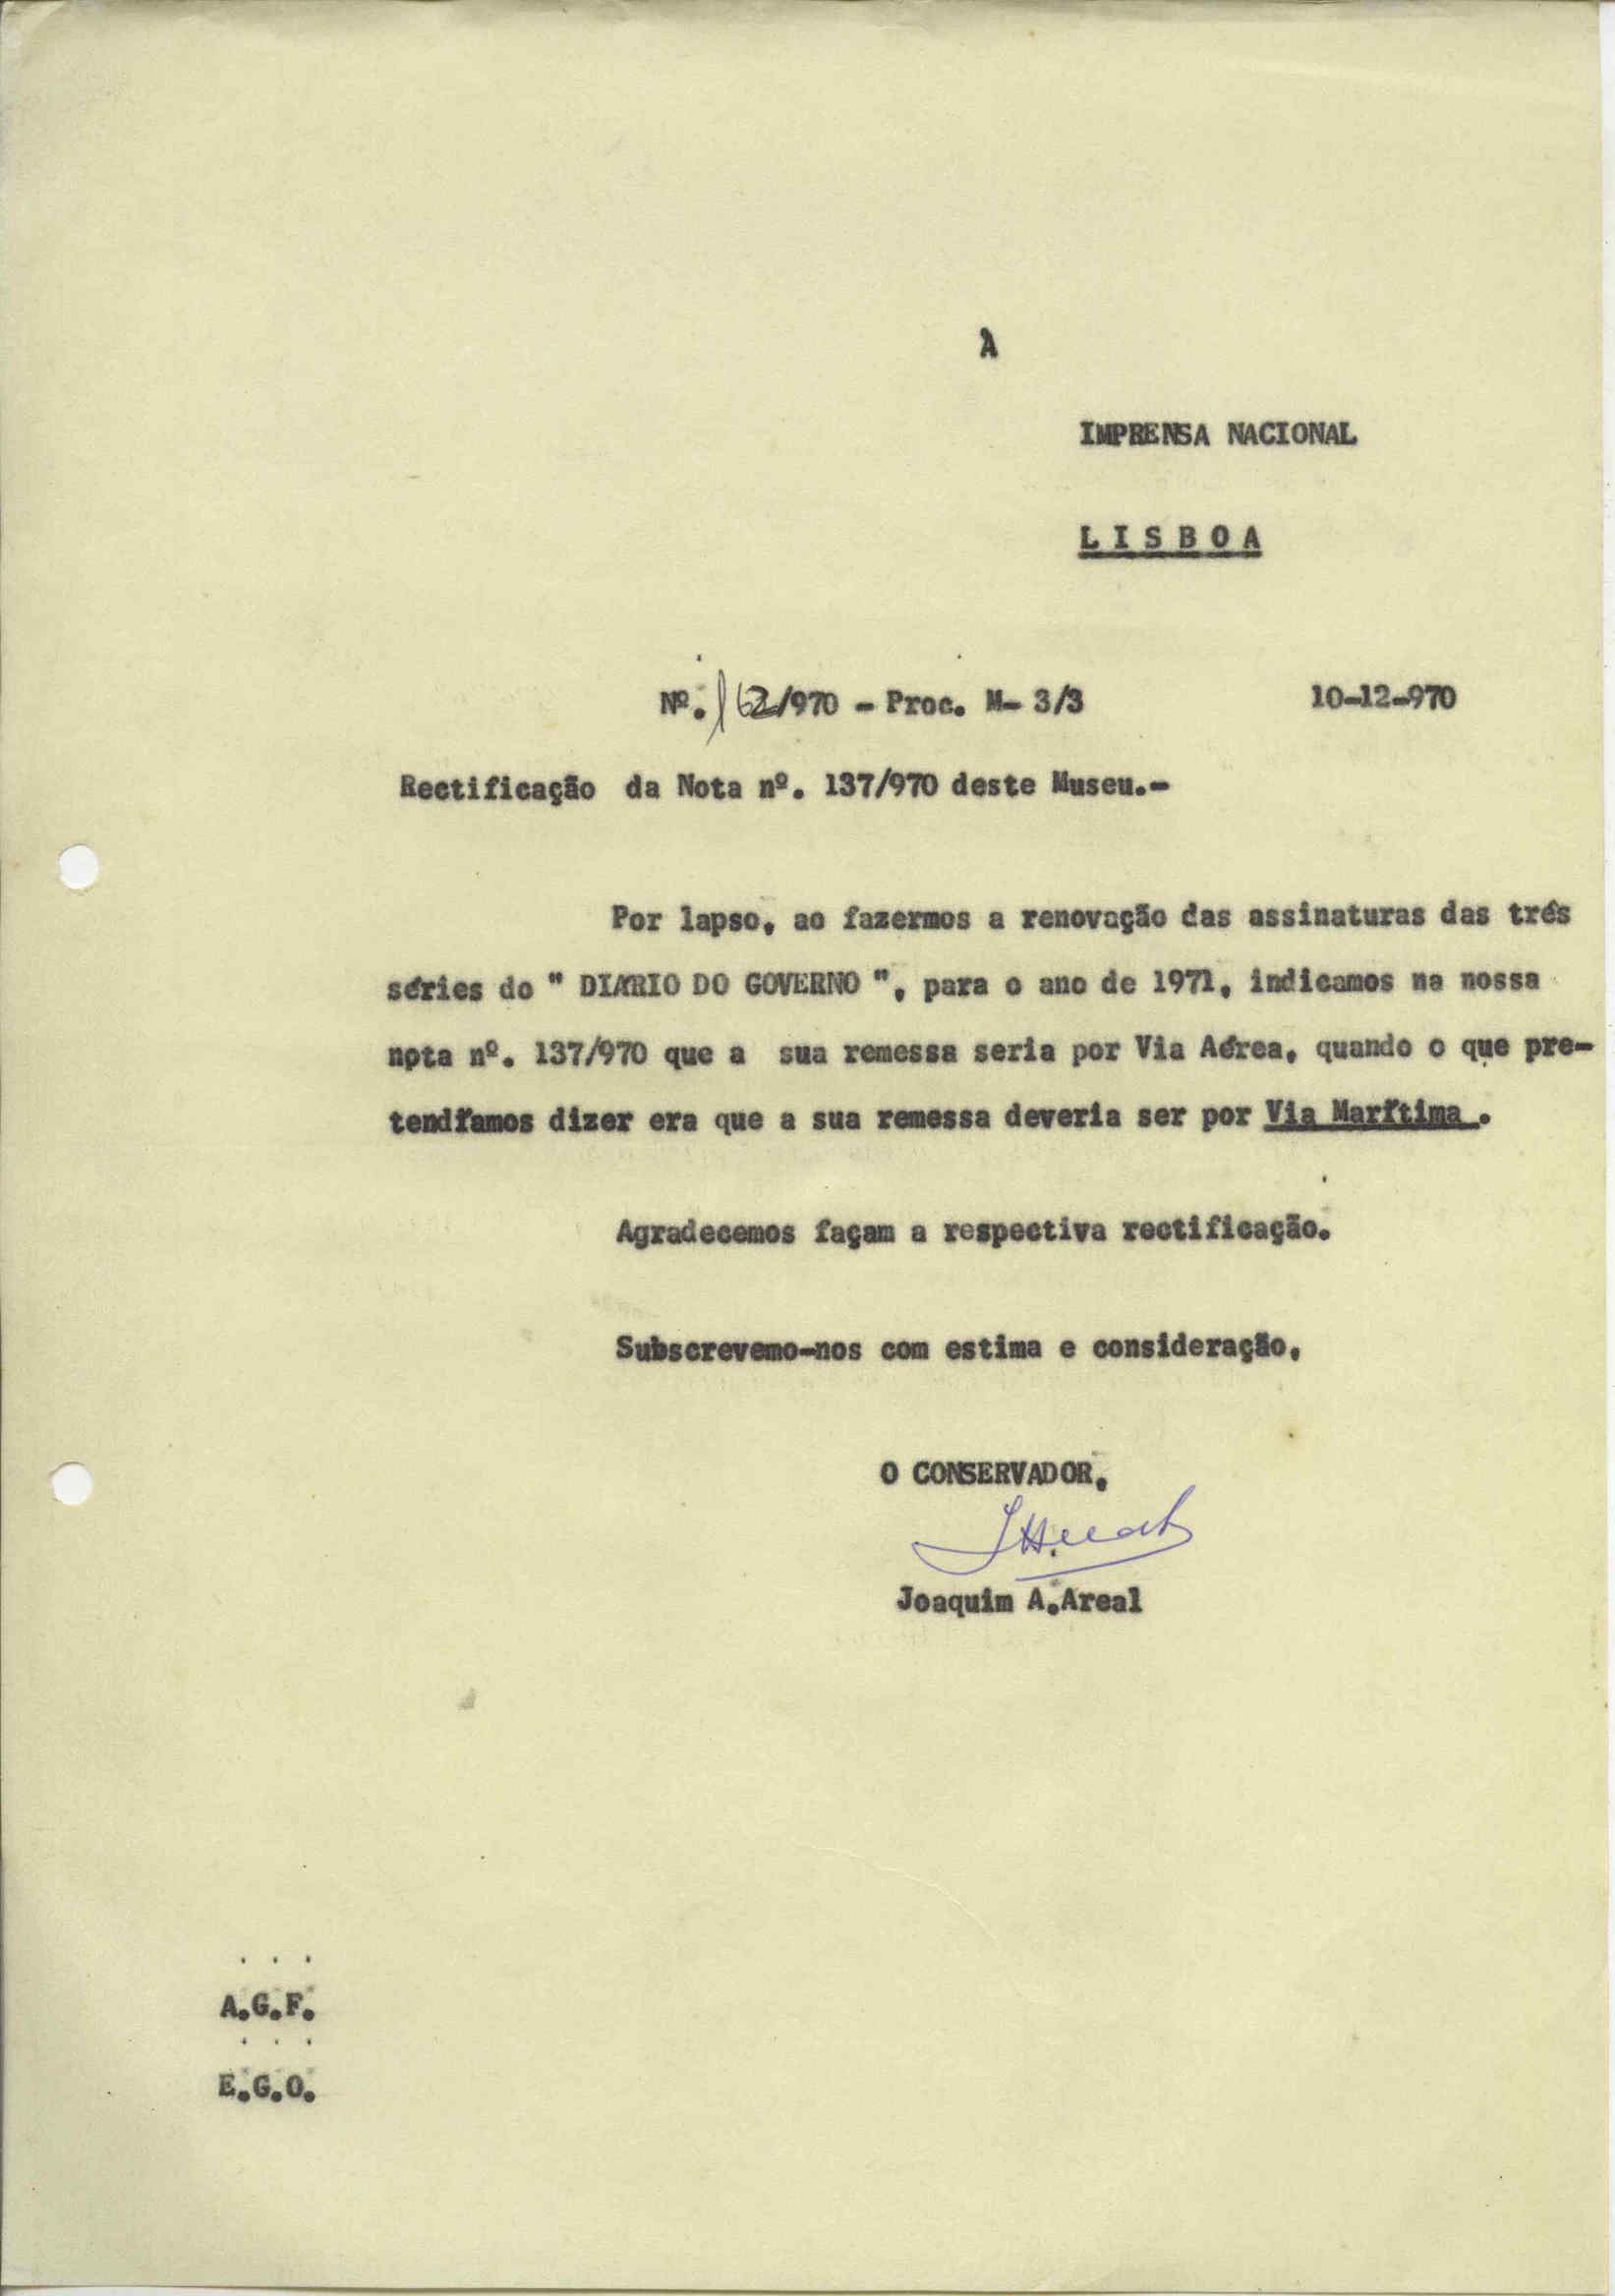 À
IMPRENSA NACIONAL
LISBOA
Nº. 162/970 - Proc. M- 3/3 10-12-970
Rectificação da Nota nº. 137/970 deste Museu.-
Por lapso, ao fazermos a renovação das assinaturas das trés
séries do " DIÁRIO DO GOVERNO ", para o ano de 1971, indicamos na nossa
nota nº. 137/970 que a sua remessa seria por Via Aérea, quando o que pre-
tendíamos dizer era que a sua remessa deveria ser por Via Marítima .
Agradecemos façam a respectiva rectificação.
Subscrevemo-nos com estima e consideração,
O CONSERVADOR,
Joaquim A.Areal
A.G.F.
E.G.O.